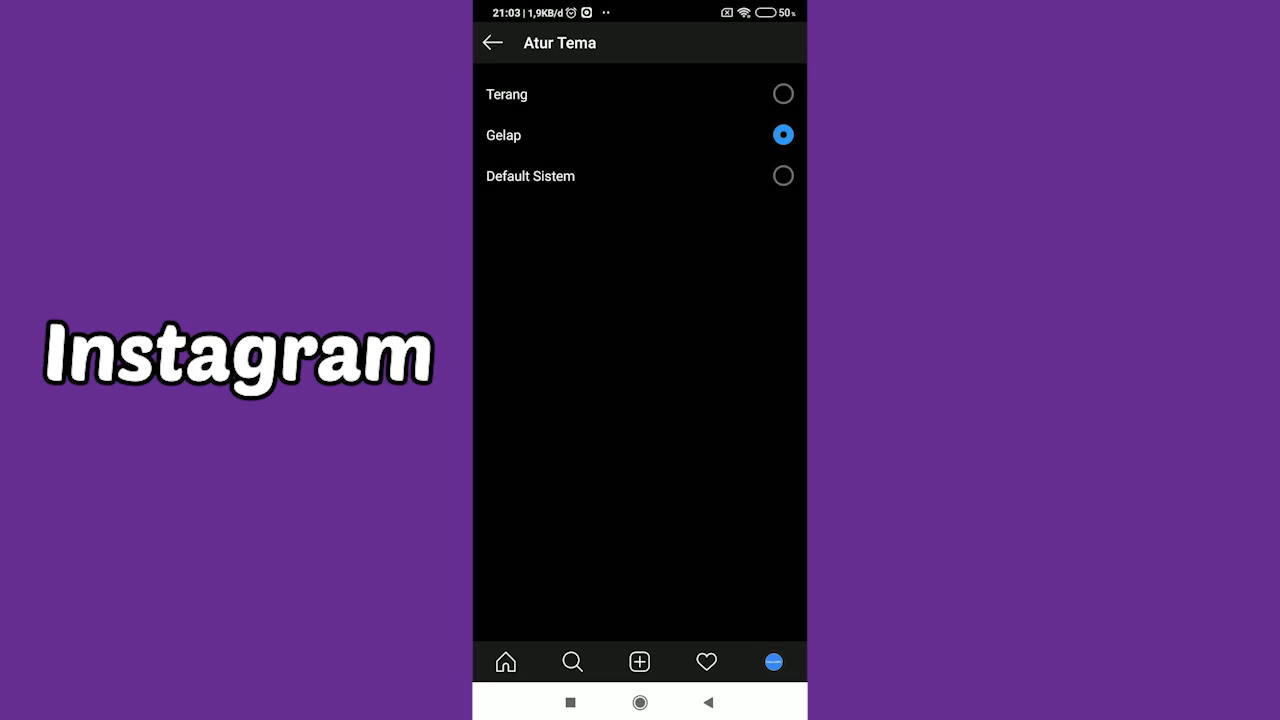 21:03 | 1,9KB/d
50%
Atur Tema
Terang
Gelap
Default Sistem
Instagram